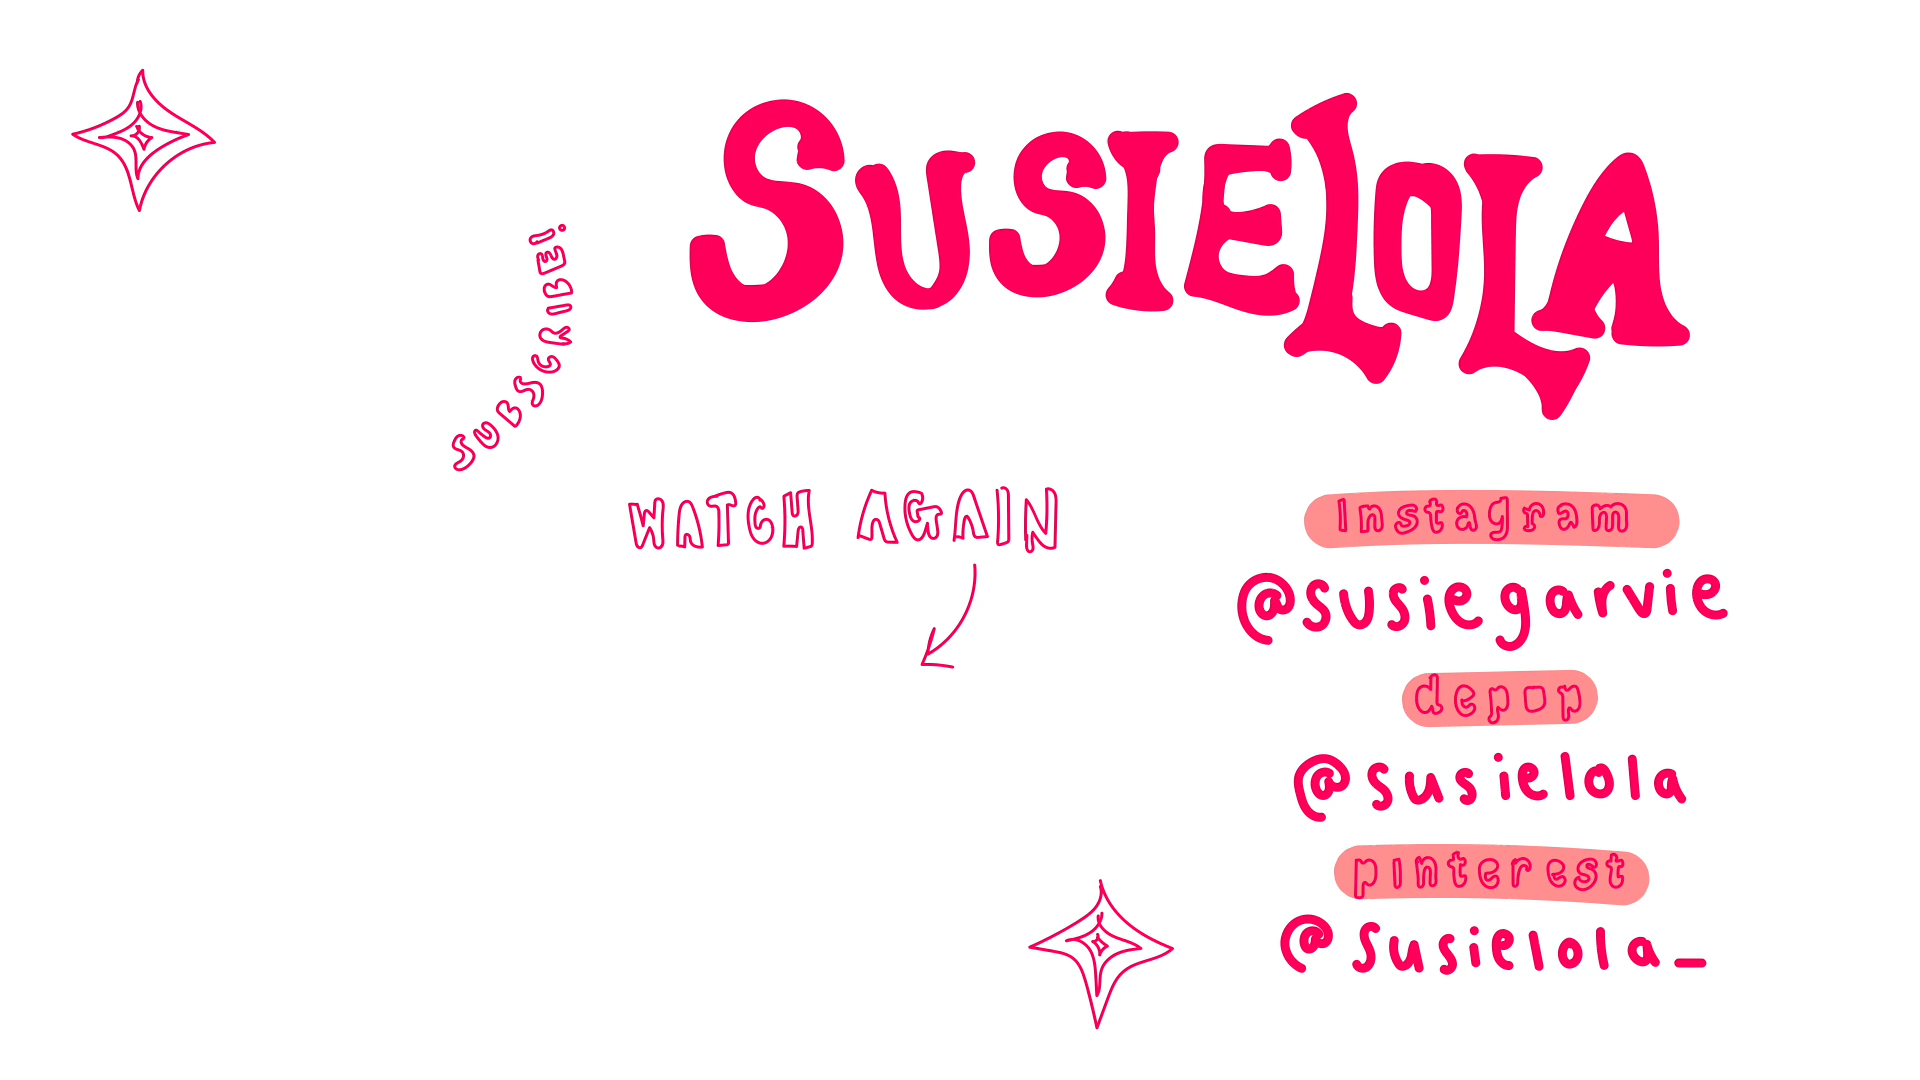 SUSIELOLA
SUBSCRIBE!
WATCH AGAIN
Instagram
@susiegarvie
depop
@susielola
pinterest
@susielola_